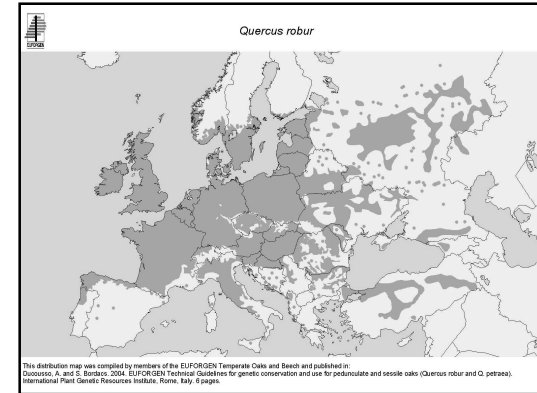 EUFORGEN
Quercus robur
This distribution map was compiled by members of the EUFORGEN Temperate Oaks and Beech and published in:
Ducousso, A. and S. Bordacs. 2004. EUFORGEN Technical Guidelines for genetic conservation and use for pedunculate and sessile oaks (Quercus robur and Q. petraea).
International Plant Genetic Resources Institute, Rome, Italy. 6 pages.